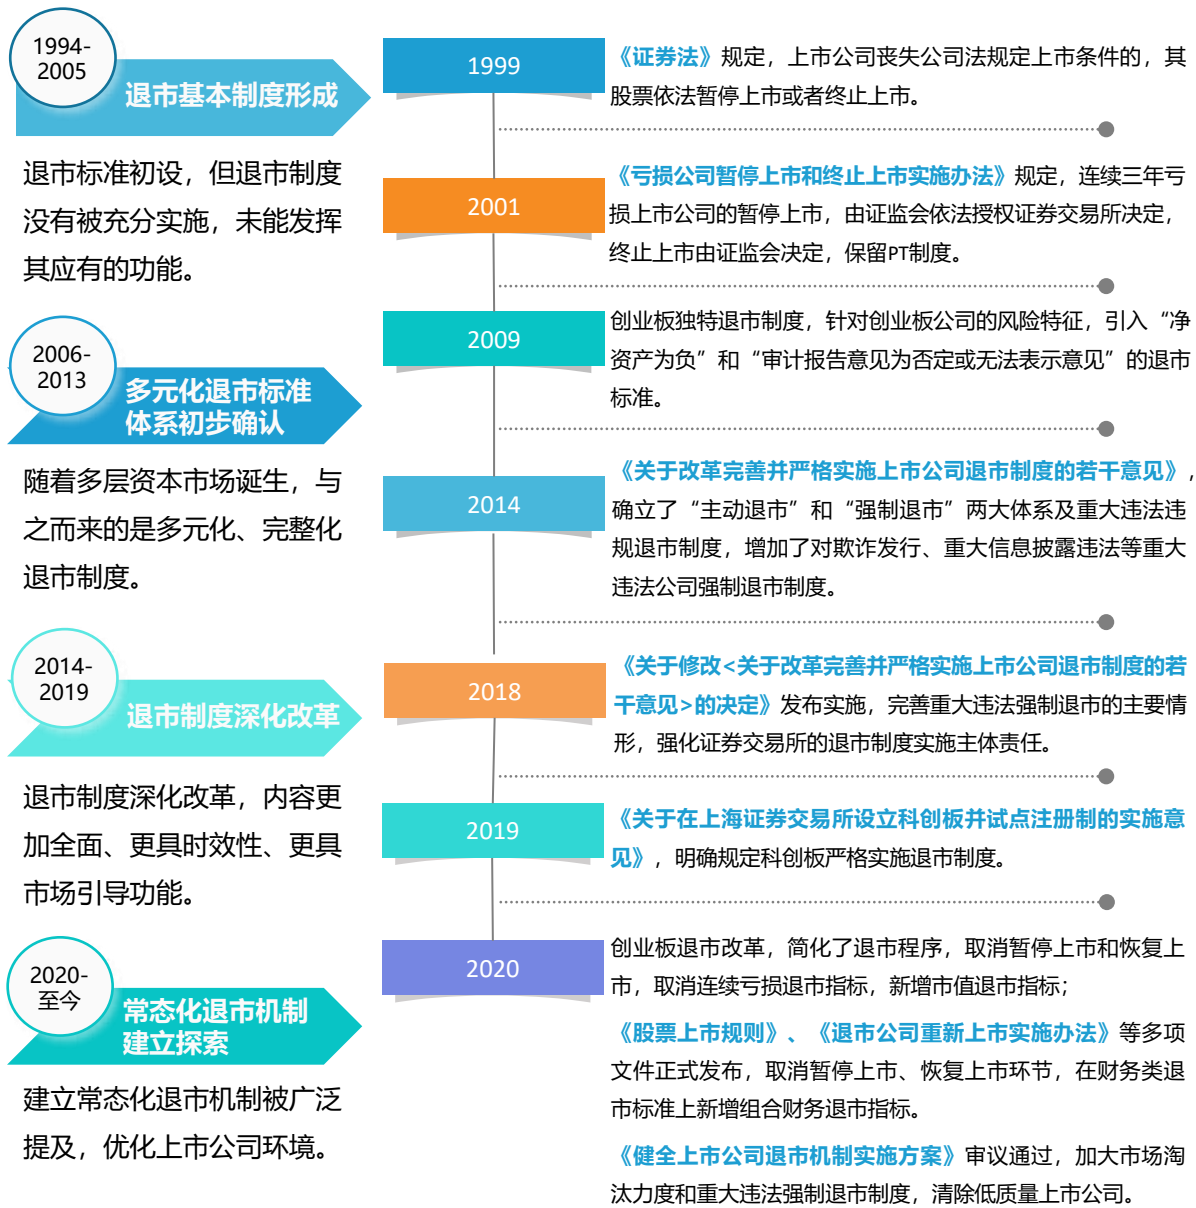 1994-
2005
退市基本制度形成
退市标准初设，但退市制度
没有被充分实施，未能发挥
其应有的功能。
2006-
2013
多元化退市标准
体系初步确认
随着多层资本市场诞生，与
之而来的是多元化、完整化
退市制度。
2014-
2019
退市制度深化改革
退市制度深化改革，内容更
加全面、更具时效性、更具
市场引导功能。
2020-
至今
常态化退市机制
建立探索
建立常态化退市机制被广泛
提及，优化上市公司环境。
1999
《证券法》规定，上市公司丧失公司法规定上市条件的，其
股票依法暂停上市或者终止上市。
2001
《亏损公司暂停上市和终止上市实施办法》规定，连续三年亏
损上市公司的暂停上市，由证监会依法授权证券交易所决定，
终止上市由证监会决定，保留PT制度。
2009
创业板独特退市制度，针对创业板公司的风险特征，引入“净
资产为负”和“审计报告意见为否定或无法表示意见”的退市
标准。
2014
《关于改革完善并严格实施上市公司退市制度的若干意见》，
确立了“主动退市”和“强制退市”两大体系及重大违法违
规退市制度，增加了对欺诈发行、重大信息披露违法等重大
违法公司强制退市制度。
2018
《关于修改<关于改革完善并严格实施上市公司退市制度的若
干意见>的决定》发布实施，完善重大违法强制退市的主要情
形，强化证券交易所的退市制度实施主体责任。
2019
《关于在上海证券交易所设立科创板并试点注册制的实施意
见》，明确规定科创板严格实施退市制度。
2020
创业板退市改革，简化了退市程序，取消暂停上市和恢复上
市，取消连续亏损退市指标，新增市值退市指标；
《股票上市规则》、《退市公司重新上市实施办法》等多项
文件正式发布，取消暂停上市、恢复上市环节，在财务类退
市标准上新增组合财务退市指标。
《健全上市公司退市机制实施方案》审议通过，加大市场淘
汰力度和重大违法强制退市制度，清除低质量上市公司。